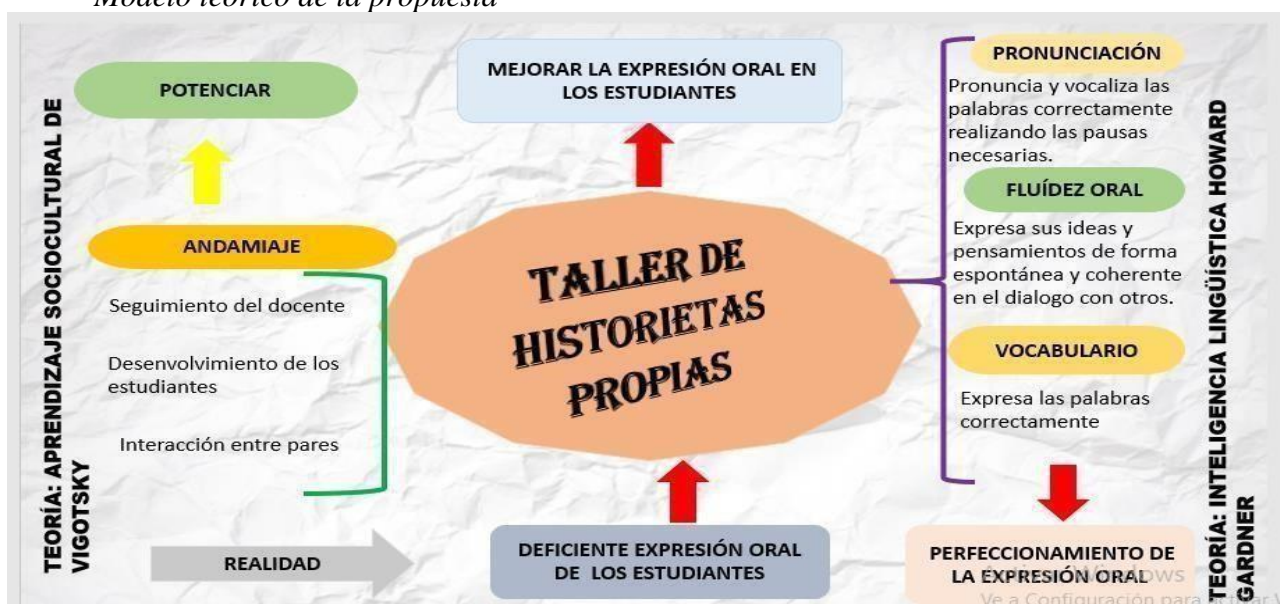 Modelo teórico de la propuesta
TEORÍA: APRENDIZAJE SOCIOCULTURAL DE
VIGOTSKY
POTENCIAR
ANDAMIAJE
Seguimiento del docente
Desenvolvimiento de los
estudiantes
Interacción entre pares
REALIDAD
MEJORAR LA EXPRESIÓN ORAL EN
LOS ESTUDIANTES
TALLER DE
HISTORIETAS
PROPIAS
DEFICIENTE EXPRESIÓN ORAL
DE LOS ESTUDIANTES
PRONUNCIACIÓN
Pronuncia y vocaliza las
palabras correctamente
realizando las pausas
necesarias.
FLUÍDEZ ORAL
Expresa sus ideas y
pensamientos de forma
espontánea y coherente
en el dialogo con otros.
VOCABULARIO
Expresa las palabras
correctamente
PERFECCIONAMIENTO DE
LA EXPRESIÓN ORAL
TEORÍA: INTELIGENCIA LINGÜÍSTICA HOWARD
GARDNER
Ve a Configuración para